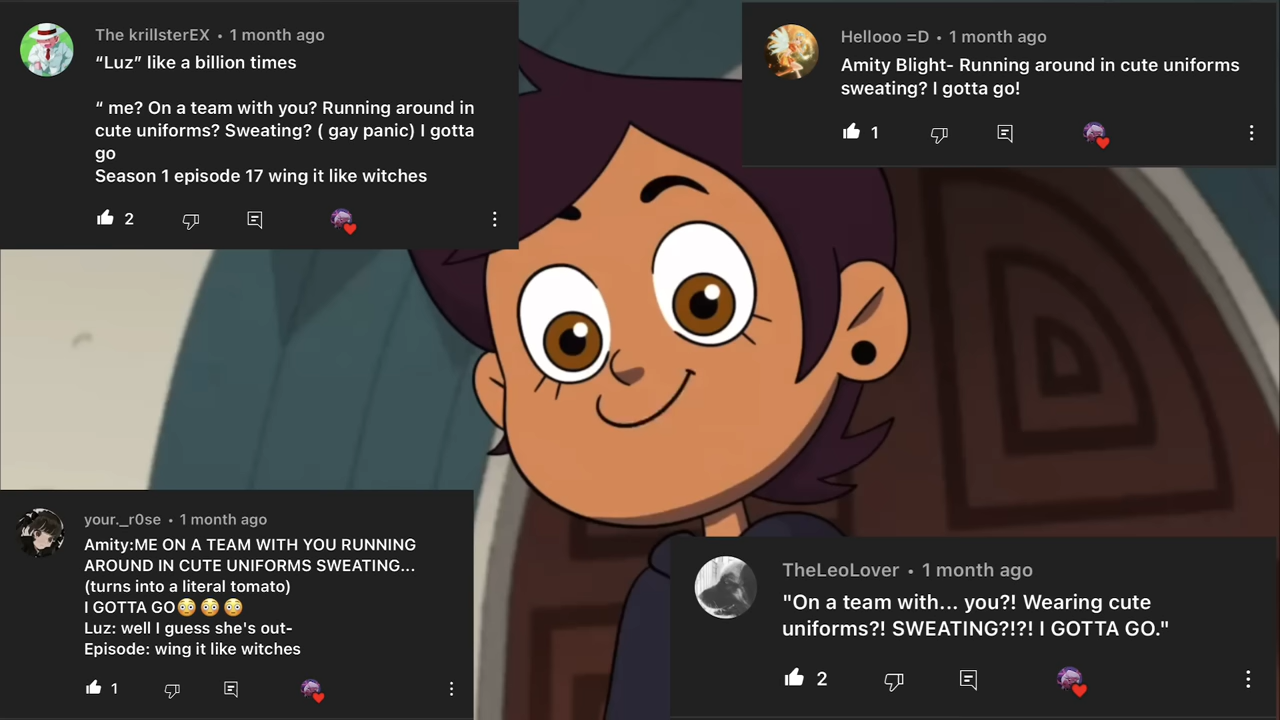 The krillsterEX • 1 month ago
“Luz” like a billion times
“ me? On a team with you? Running around in
cute uniforms? Sweating? ( gay panic) I gotta
go
Season 1 episode 17 wing it like witches
2
Hellooo =D • 1 month ago
Amity Blight- Running around in cute uniforms
sweating? I gotta go!
1
your._r0se • 1 month ago
Amity:ME ON A TEAM WITH YOU RUNNING
AROUND IN CUTE UNIFORMS SWEATING...
(turns into a literal tomato)
I GOTTA GO😳😳😳
Luz: well I guess she's out-
Episode: wing it like witches
1
TheLeoLover • 1 month ago
"On a team with... you?! Wearing cute
uniforms?! SWEATING?!?! I GOTTA GO."
2